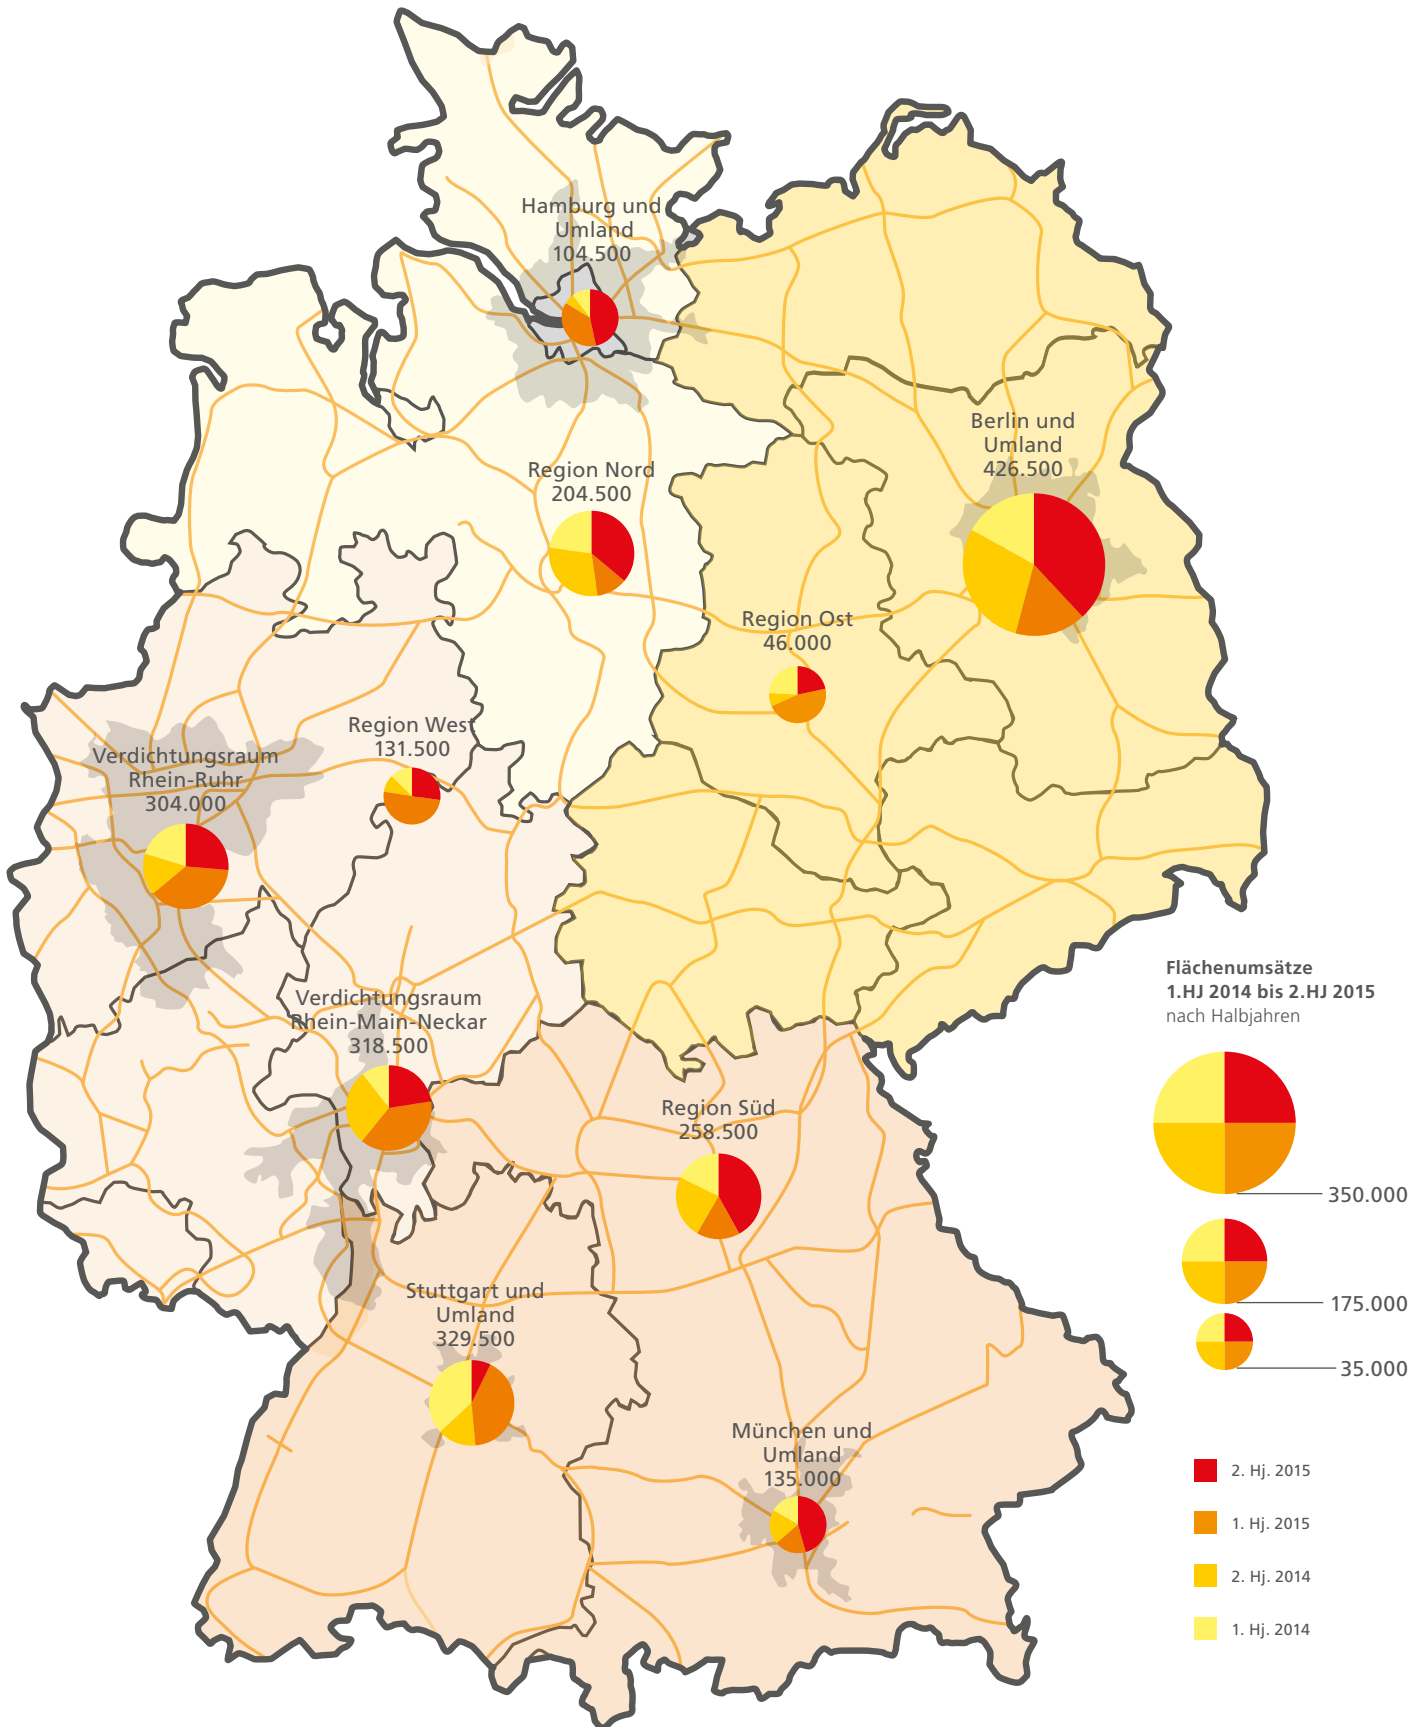 Hamburg und
Umland
104.500
Berlin und
Umland
426.500
Region Nord
204.500
Region Ost
46.000
Region West
131.500
Verdichtungsraum
Rhein-Ruhr
304.000
Verdichtungsraum
Rhein-Main-Neckar
318.500
Region Süd
258.500
Stuttgart und
Umland
329.500
München und
Umland
135.000
Flächenumsätze
1.HJ 2014 bis 2.HJ 2015
nach Halbjahren
350.000
175.000
35.000
2. Hj. 2015
1. Hj. 2015
2. Hj. 2014
1. Hj. 2014